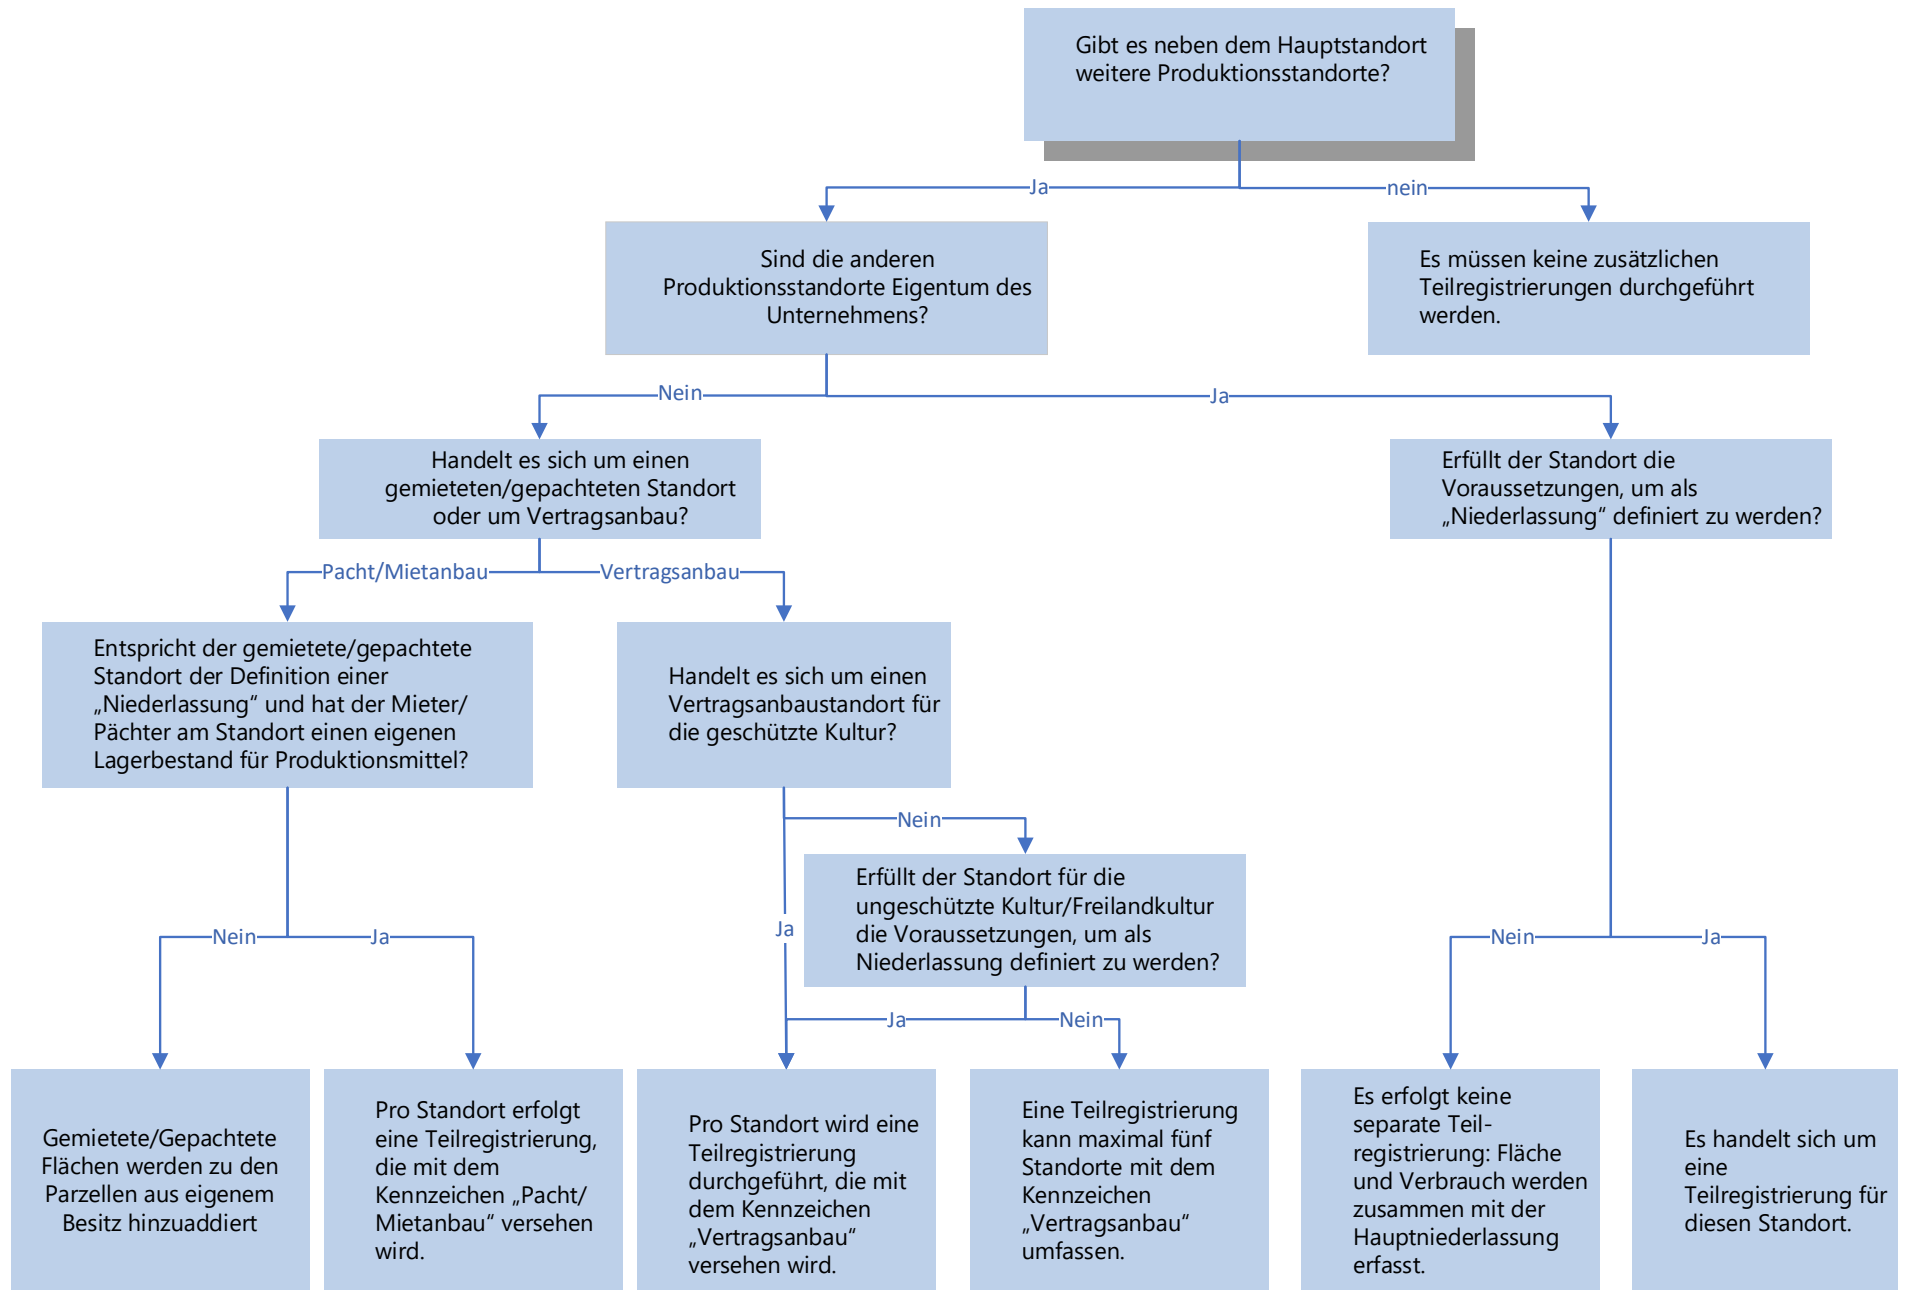 Gibt es neben dem Hauptstandort
weitere Produktionsstandorte?
Ja
nein
Sind die anderen
Produktionsstandorte Eigentum des
Unternehmens?
Es müssen keine zusätzlichen
Teilregistrierungen durchgeführt
werden.
Nein
Ja
Handelt es sich um einen
gemieteten/gepachteten Standort
oder um Vertragsanbau?
Erfüllt der Standort die
Voraussetzungen, um als
„Niederlassung“ definiert zu werden?
Pacht/Mietanbau
Vertragsanbau
Entspricht der gemietete/gepachtete
Standort der Definition einer
„Niederlassung“ und hat der Mieter/
Pächter am Standort einen eigenen
Lagerbestand für Produktionsmittel?
Handelt es sich um einen
Vertragsanbaustandort für
die geschützte Kultur?
Nein
Erfüllt der Standort für die
ungeschützte Kultur/Freilandkultur
die Voraussetzungen, um als
Niederlassung definiert zu werden?
Nein
Ja
Ja
Nein
Ja
Ja
Nein
Gemietete/Gepachtete
Flächen werden zu den
Parzellen aus eigenem
Besitz hinzuaddiert
Pro Standort erfolgt
eine Teilregistrierung,
die mit dem
Kennzeichen „Pacht/
Mietanbau“ versehen
wird.
Pro Standort wird eine
Teilregistrierung
durchgeführt, die mit
dem Kennzeichen
„Vertragsanbau“
versehen wird.
Eine Teilregistrierung
kann maximal fünf
Standorte mit dem
Kennzeichen
„Vertragsanbau“
umfassen.
Es erfolgt keine
separate Teil-
registrierung: Fläche
und Verbrauch werden
zusammen mit der
Hauptniederlassung
erfasst.
Es handelt sich um
eine
Teilregistrierung für
diesen Standort.